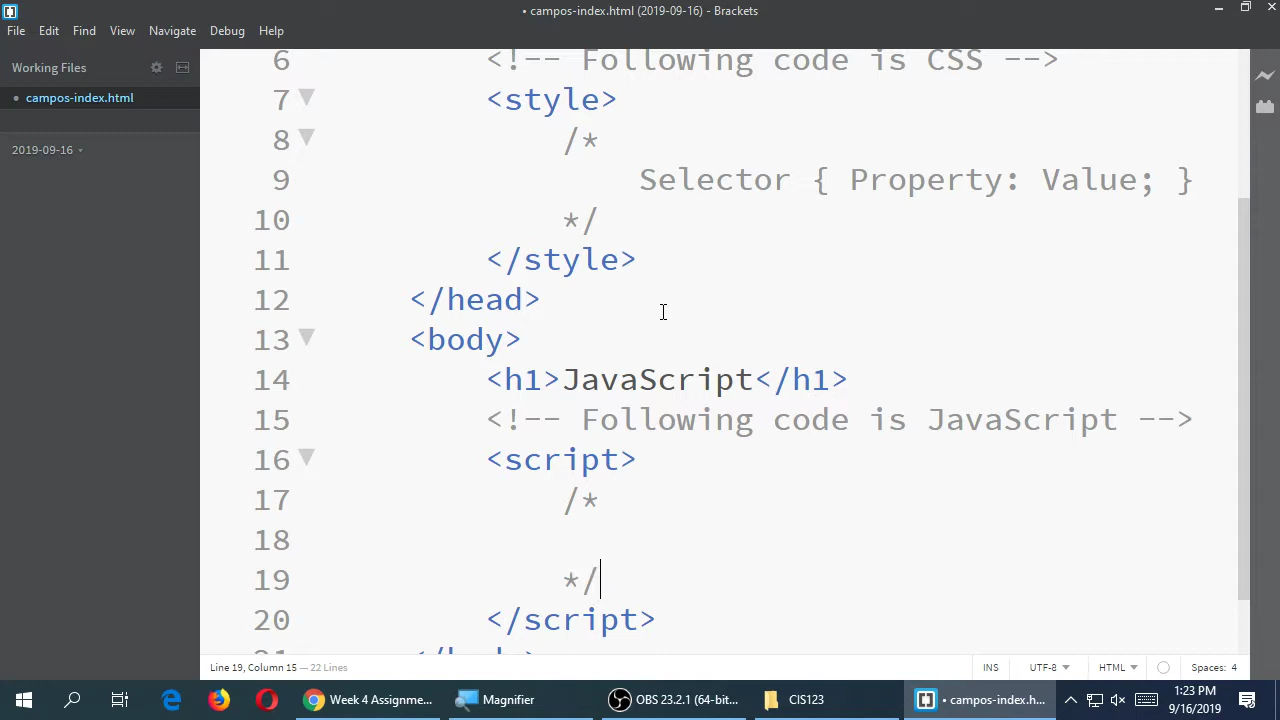 • campos-index.html (2019-09-16) - Brackets
File Edit Find View Navigate Debug Help
Working Files
• campos-index.html
2019-09-16
6 <!-- Following code is CSS -->
7 <style>
8 /*
9 Selector { Property: Value; }
10 */
11 </style>
12 </head>
13 <body>
14 <h1>JavaScript</h1>
15 <!-- Following code is JavaScript -->
16 <script>
17 /*
18
19 */
20 </script>
21 </body>
Line 19, Column 15 — 22 Lines
INS UTF-8 HTML Spaces: 4
Week 4 Assignme... Magnifier OBS 23.2.1 (64-bit... CIS123 • campos-index.h...
1:23 PM
9/16/2019